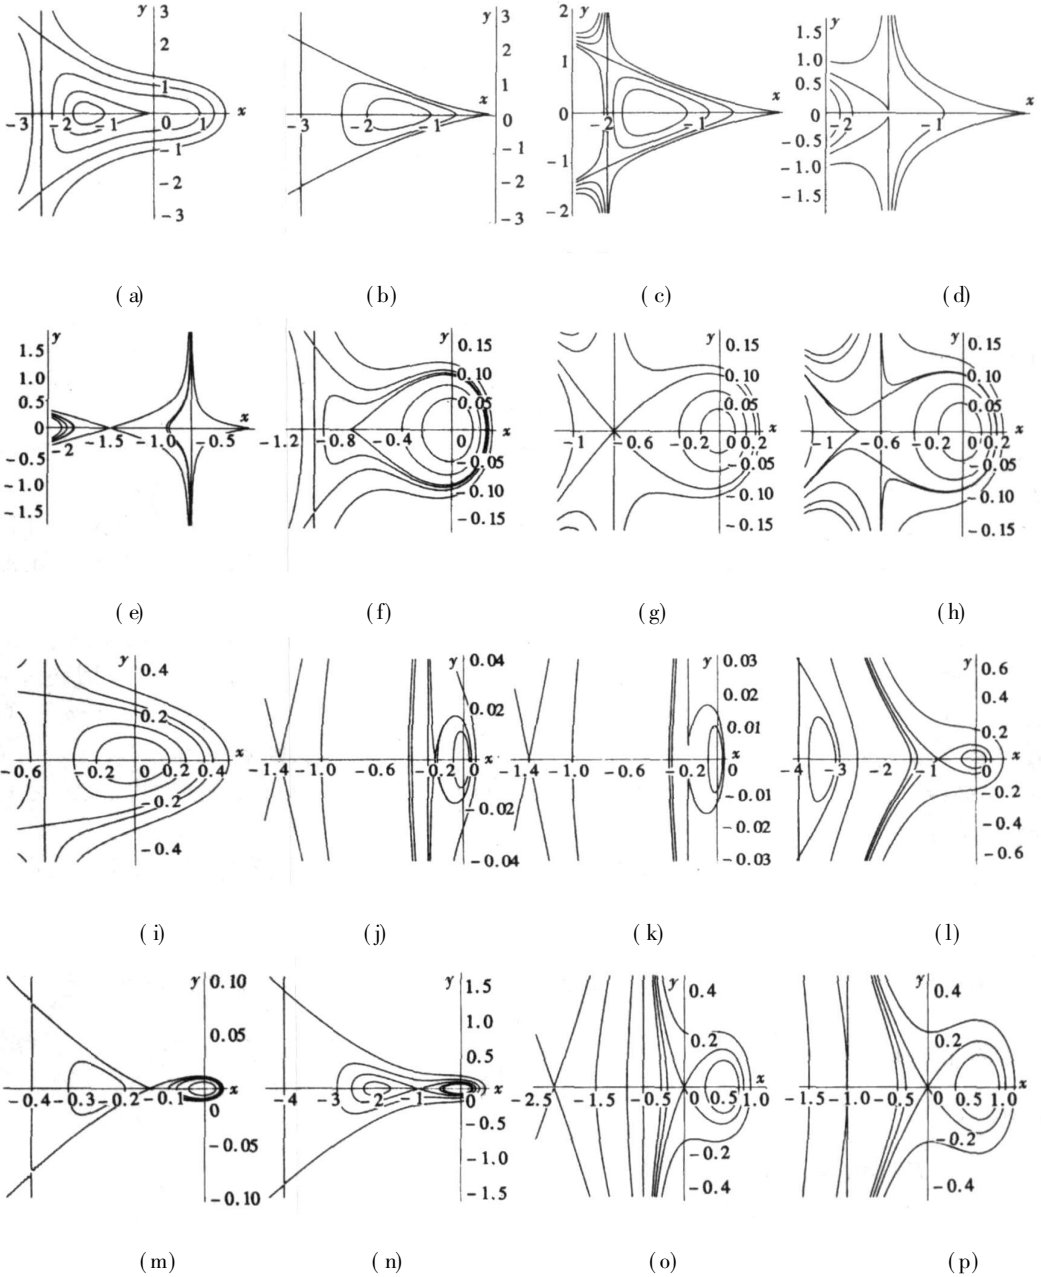 y 3 2 1 x -3 -2 -1 0 1 -1 -2 -3
y 3 2 1 x -3 -2 -1 0 -1 -2 -3
2 y 1 x 0 -2 -1 -1 -2
y 1.5 1.0 0.5 x 0 -2 -1 -0.5 -1.0 -1.5
( a) ( b) ( c) ( d)
y 1.5 1.0 0.5 x 0 -2 -1.5 -1.0 -0.5 -0.5 -1.0 -1.5
y 0.15 0.10 0.05 x -1.2 -0.8 -0.4 0 -0.05 -0.10 -0.15
y 0.15 0.10 0.05 -1 -0.6 -0.2 0 0.2 x -0.05 -0.10 -0.15
y 0.15 0.10 0.05 -1 -0.6 -0.2 0 0.2 x -0.05 -0.10 -0.15
( e) ( f) ( g) ( h)
y 0.4 0.2 x -0.6 -0.2 0 0.2 0.4 -0.2 -0.4
y 0.04 0.02 x -1.4 -1.0 -0.6 -0.2 0 -0.02 -0.04
y 0.03 0.02 0.01 x -1.4 -1.0 -0.6 -0.2 0 -0.01 -0.02 -0.03
y 0.6 0.4 0.2 x -4 -3 -2 -1 0 -0.2 -0.4 -0.6
( i) ( j) ( k) ( l)
y 0.10 0.05 x -0.4 -0.3 -0.2 -0.1 0 -0.05 -0.10
y 1.5 1.0 0.5 x -4 -3 -2 -1 0 -0.5 -1.0 -1.5
y 0.4 0.2 x -2.5 -1.5 -0.5 0 0.5 1.0 -0.2 -0.4
y 0.4 0.2 x -1.5 -1.0 -0.5 0 0.5 1.0 -0.2 -0.4
( m) ( n) ( o) ( p)